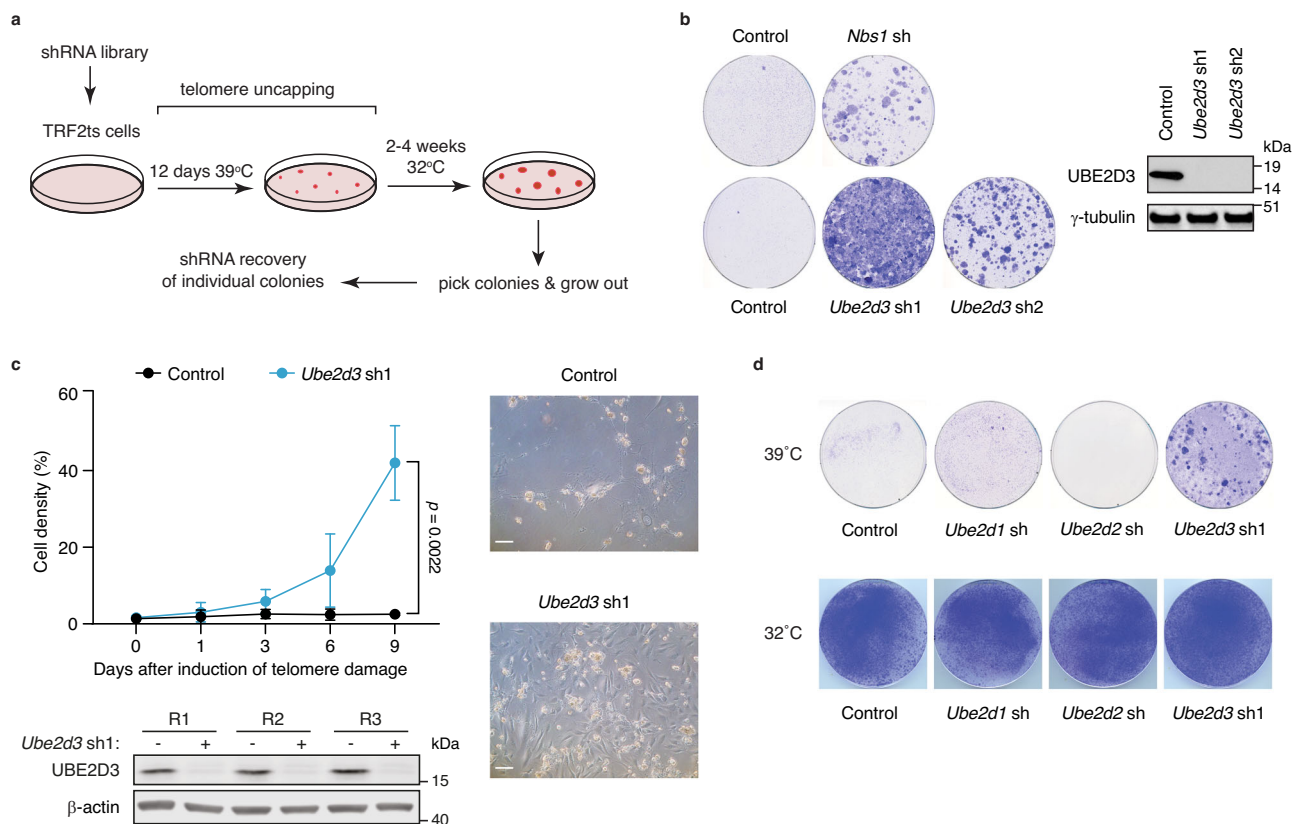 a
shRNA library
TRF2ts cells
telomere uncapping
12 days 39°C
2-4 weeks
32°C
pick colonies & grow out
shRNA recovery
of individual colonies
b
Control
Nbs1 sh
Control
Ube2d3 sh1
Ube2d3 sh2
Control
Ube2d3 sh1
Ube2d3 sh2
kDa
UBE2D3
19
14
γ-tubulin
51
c
Control
Ube2d3 sh1
Cell density (%)
60
40
20
0
p = 0.0022
0 1 3 6 9
Days after induction of telomere damage
R1 R2 R3
Ube2d3 sh1: - + - + - + kDa
UBE2D3
15
β-actin
40
Control
Ube2d3 sh1
d
39°C
Control
Ube2d1 sh
Ube2d2 sh
Ube2d3 sh1
32°C
Control
Ube2d1 sh
Ube2d2 sh
Ube2d3 sh1